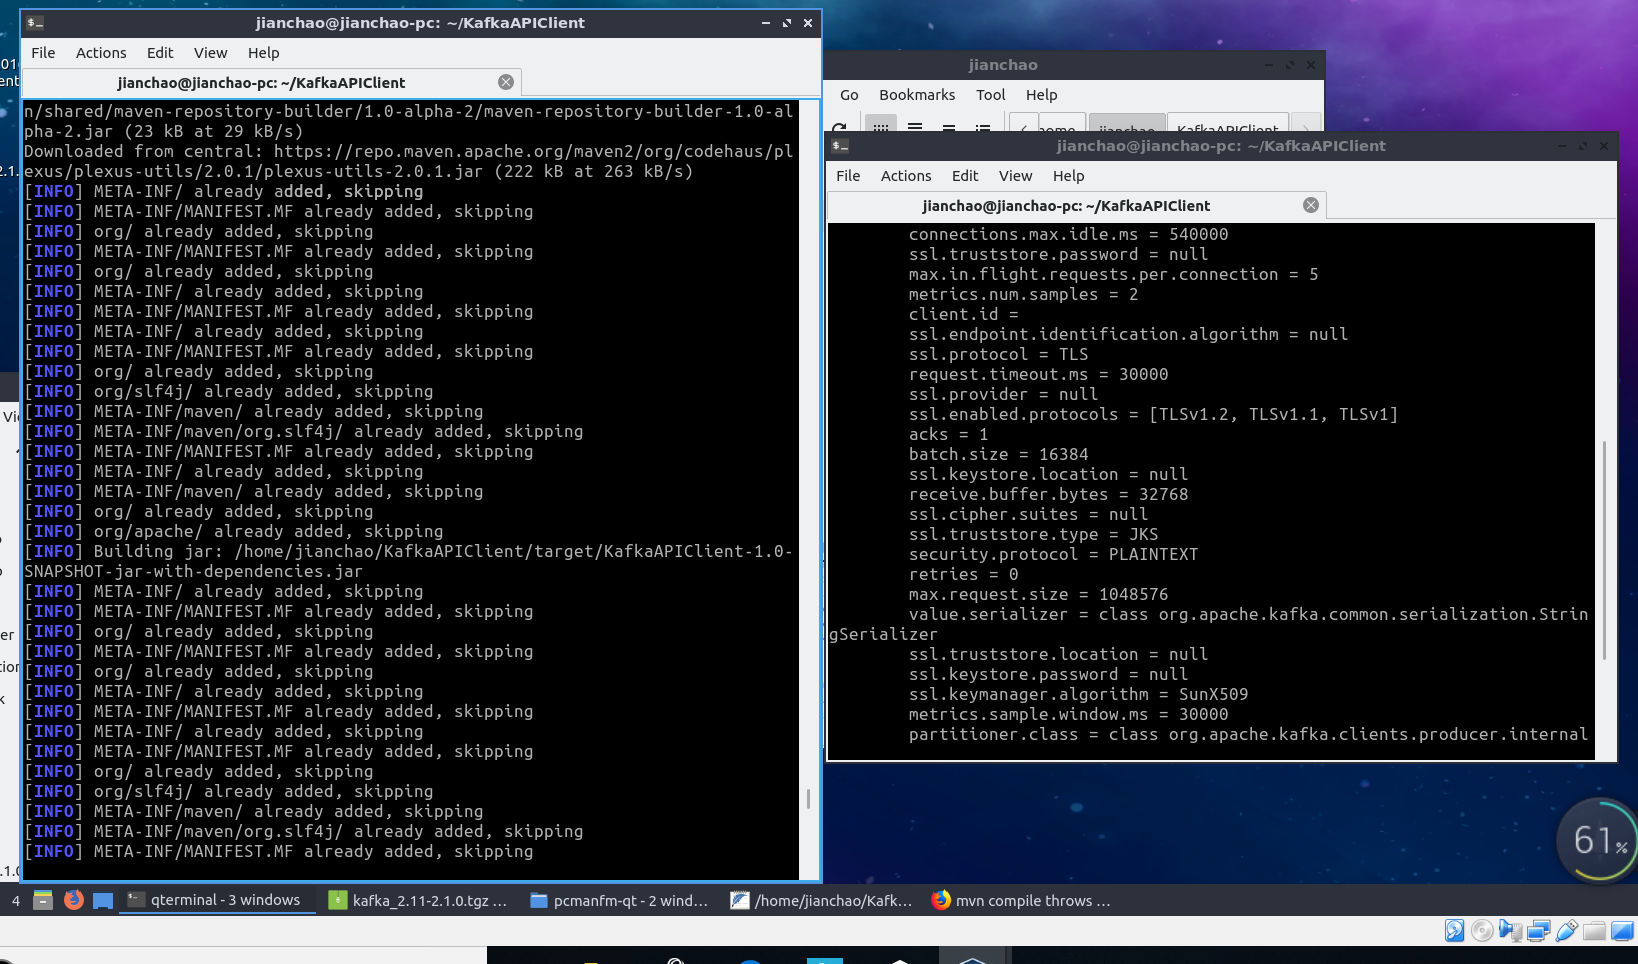 jianchao@jianchao-pc: ~/KafkaAPIClient
File Actions Edit View Help
jianchao@jianchao-pc: ~/KafkaAPIClient
n/shared/maven-repository-builder/1.0-alpha-2/maven-repository-builder-1.0-al
pha-2.jar (23 kB at 29 kB/s)
Downloaded from central: https://repo.maven.apache.org/maven2/org/codehaus/pl
exus/plexus-utils/2.0.1/plexus-utils-2.0.1.jar (222 kB at 263 kB/s)
[INFO] META-INF/ already added, skipping
[INFO] META-INF/MANIFEST.MF already added, skipping
[INFO] org/ already added, skipping
[INFO] META-INF/MANIFEST.MF already added, skipping
[INFO] org/ already added, skipping
[INFO] META-INF/ already added, skipping
[INFO] META-INF/MANIFEST.MF already added, skipping
[INFO] META-INF/ already added, skipping
[INFO] META-INF/MANIFEST.MF already added, skipping
[INFO] org/ already added, skipping
[INFO] org/slf4j/ already added, skipping
[INFO] META-INF/maven/ already added, skipping
[INFO] META-INF/maven/org.slf4j/ already added, skipping
[INFO] META-INF/MANIFEST.MF already added, skipping
[INFO] META-INF/ already added, skipping
[INFO] META-INF/maven/ already added, skipping
[INFO] org/ already added, skipping
[INFO] org/apache/ already added, skipping
[INFO] Building jar: /home/jianchao/KafkaAPIClient/target/KafkaAPIClient-1.0-
SNAPSHOT-jar-with-dependencies.jar
[INFO] META-INF/ already added, skipping
[INFO] META-INF/MANIFEST.MF already added, skipping
[INFO] org/ already added, skipping
[INFO] META-INF/MANIFEST.MF already added, skipping
[INFO] org/ already added, skipping
[INFO] META-INF/ already added, skipping
[INFO] META-INF/MANIFEST.MF already added, skipping
[INFO] META-INF/ already added, skipping
[INFO] META-INF/MANIFEST.MF already added, skipping
[INFO] org/ already added, skipping
[INFO] org/slf4j/ already added, skipping
[INFO] META-INF/maven/ already added, skipping
[INFO] META-INF/maven/org.slf4j/ already added, skipping
[INFO] META-INF/MANIFEST.MF already added, skipping
jianchao
Go Bookmarks Tool Help
home jianchao KafkaAPIClient
jianchao@jianchao-pc: ~/KafkaAPIClient
File Actions Edit View Help
jianchao@jianchao-pc: ~/KafkaAPIClient
connections.max.idle.ms = 540000
ssl.truststore.password = null
max.in.flight.requests.per.connection = 5
metrics.num.samples = 2
client.id =
ssl.endpoint.identification.algorithm = null
ssl.protocol = TLS
request.timeout.ms = 30000
ssl.provider = null
ssl.enabled.protocols = [TLSv1.2, TLSv1.1, TLSv1]
acks = 1
batch.size = 16384
ssl.keystore.location = null
receive.buffer.bytes = 32768
ssl.cipher.suites = null
ssl.truststore.type = JKS
security.protocol = PLAINTEXT
retries = 0
max.request.size = 1048576
value.serializer = class org.apache.kafka.common.serialization.Strin
gSerializer
ssl.truststore.location = null
ssl.keystore.password = null
ssl.keymanager.algorithm = SunX509
metrics.sample.window.ms = 30000
partitioner.class = class org.apache.kafka.clients.producer.internal
61%
4 qterminal - 3 windows kafka_2.11-2.1.0.tgz ... pcmanfm-qt - 2 wind... /home/jianchao/Kafk... mvn compile throws ...